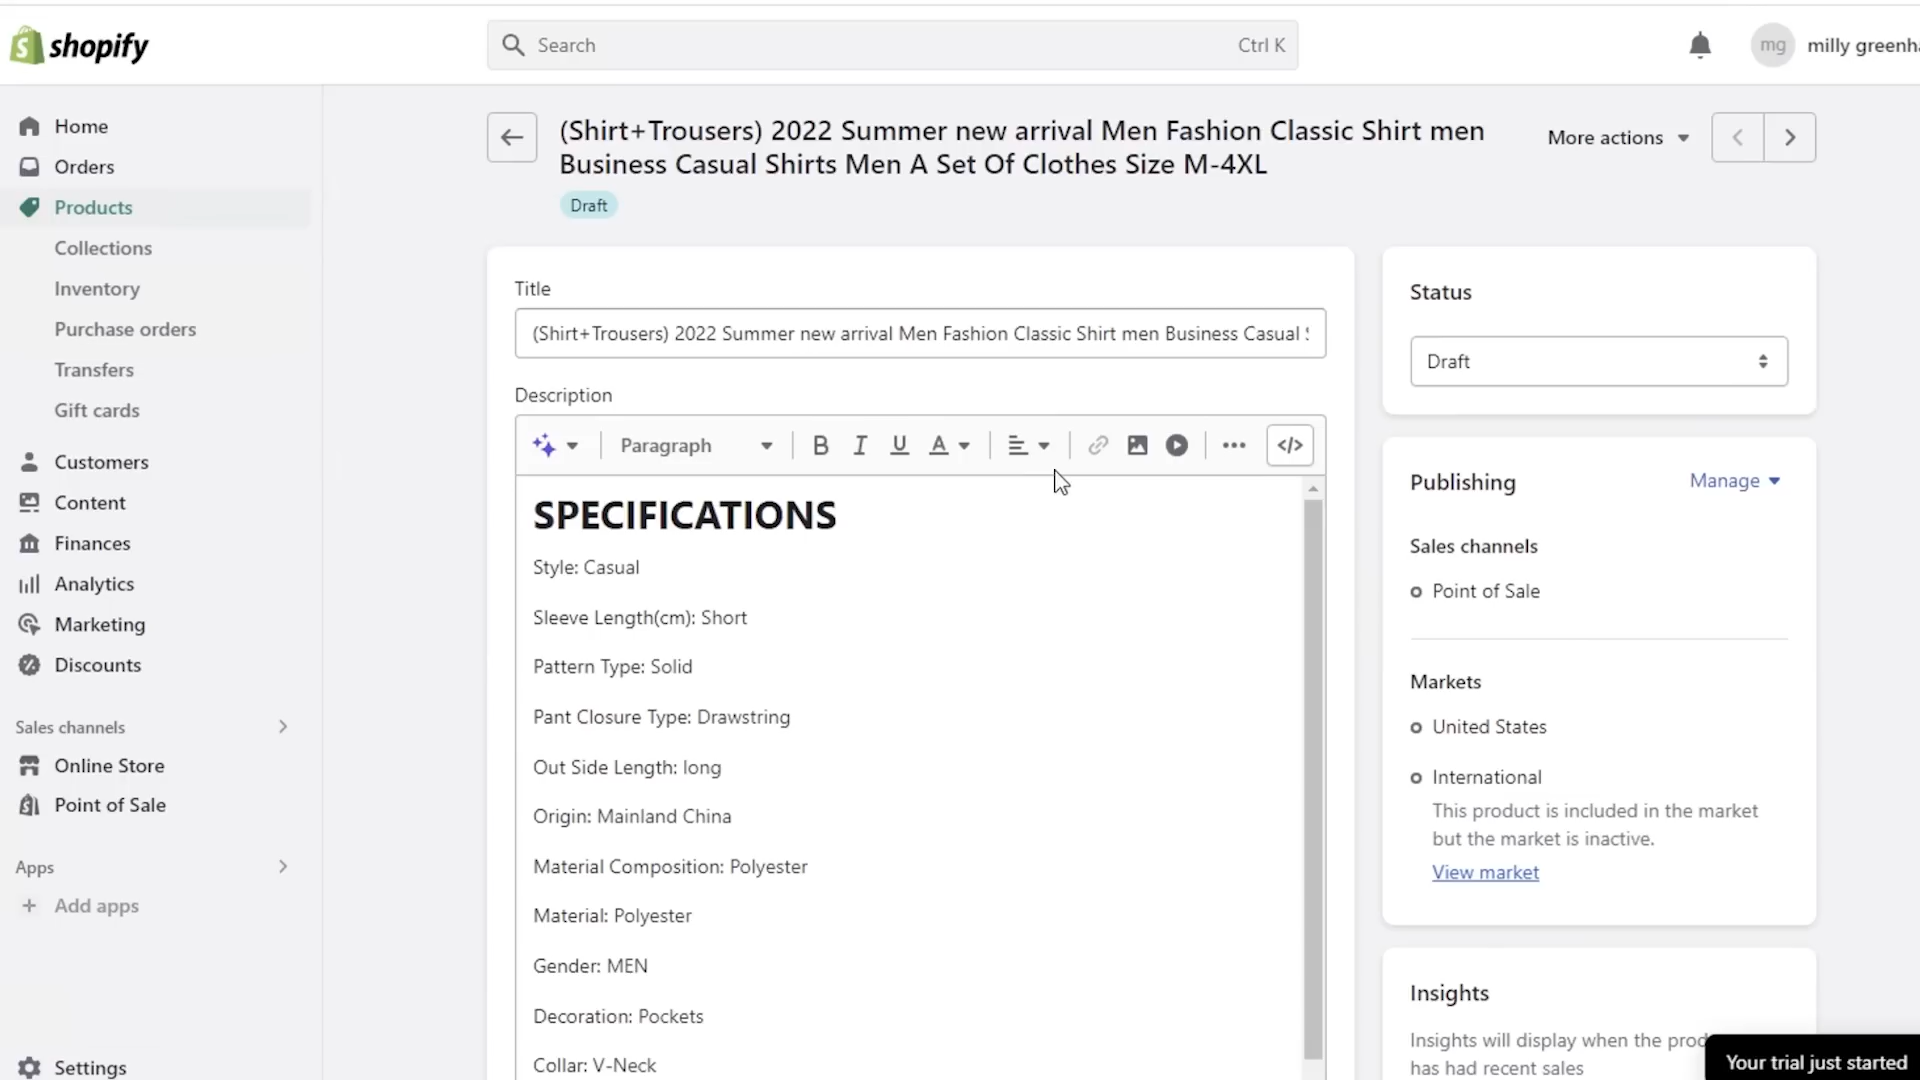 shopify
Search
Ctrl K
mg
milly greenha
Home
Orders
Products
Collections
Inventory
Purchase orders
Transfers
Gift cards
Customers
Content
Finances
Analytics
Marketing
Discounts
Sales channels
Online Store
Point of Sale
Apps
+ Add apps
Settings
(Shirt+Trousers) 2022 Summer new arrival Men Fashion Classic Shirt men
Business Casual Shirts Men A Set Of Clothes Size M-4XL
Draft
More actions
Title
(Shirt+Trousers) 2022 Summer new arrival Men Fashion Classic Shirt men Business Casual
Description
Paragraph
B I U A
</>
SPECIFICATIONS
Style: Casual
Sleeve Length(cm): Short
Pattern Type: Solid
Pant Closure Type: Drawstring
Out Side Length: long
Origin: Mainland China
Material Composition: Polyester
Material: Polyester
Gender: MEN
Decoration: Pockets
Collar: V-Neck
Status
Draft
Publishing
Manage
Sales channels
Point of Sale
Markets
United States
International
This product is included in the market
but the market is inactive.
View market
Insights
Insights will display when the prod
has had recent sales
Your trial just started